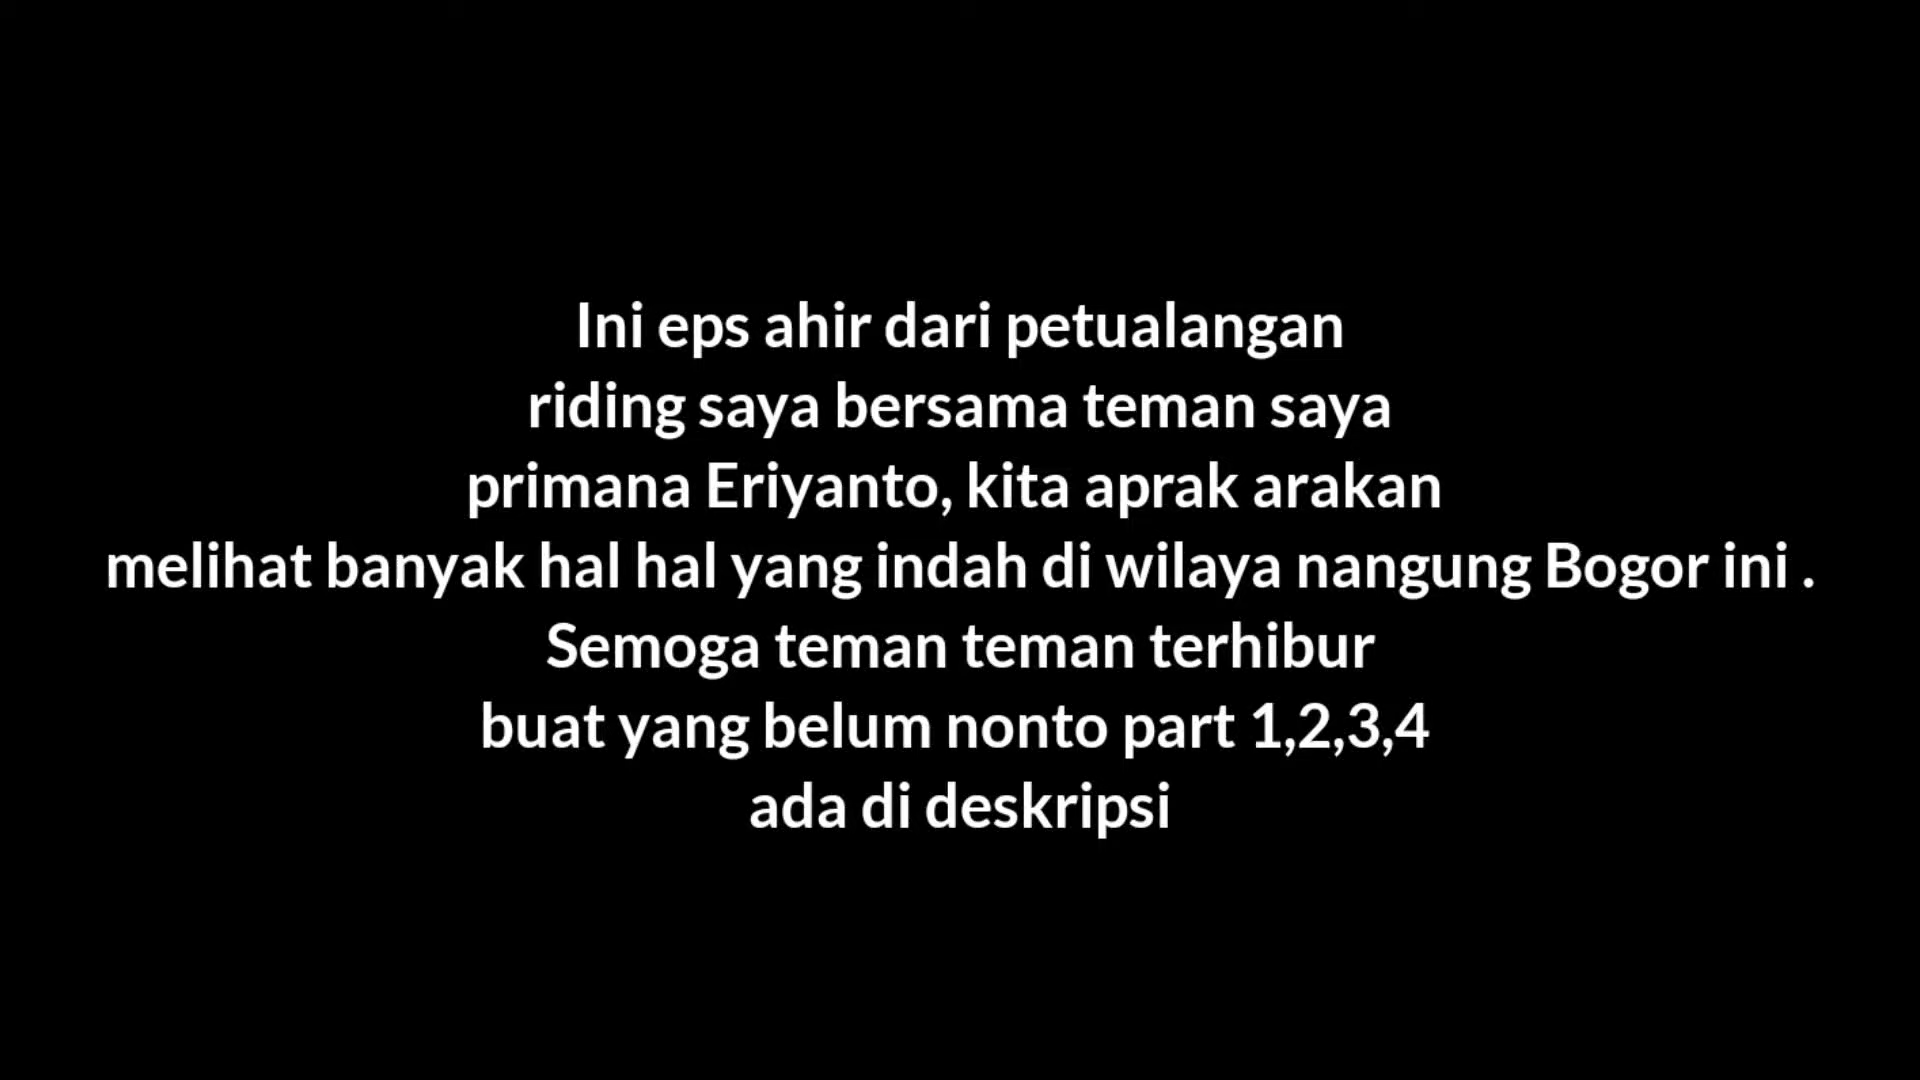 Ini eps ahir dari petualangan
riding saya bersama teman saya
primana Eriyanto, kita aprak arakan
melihat banyak hal hal yang indah di wilaya nangung Bogor ini .
Semoga teman teman terhibur
buat yang belum nonto part 1,2,3,4
ada di deskripsi